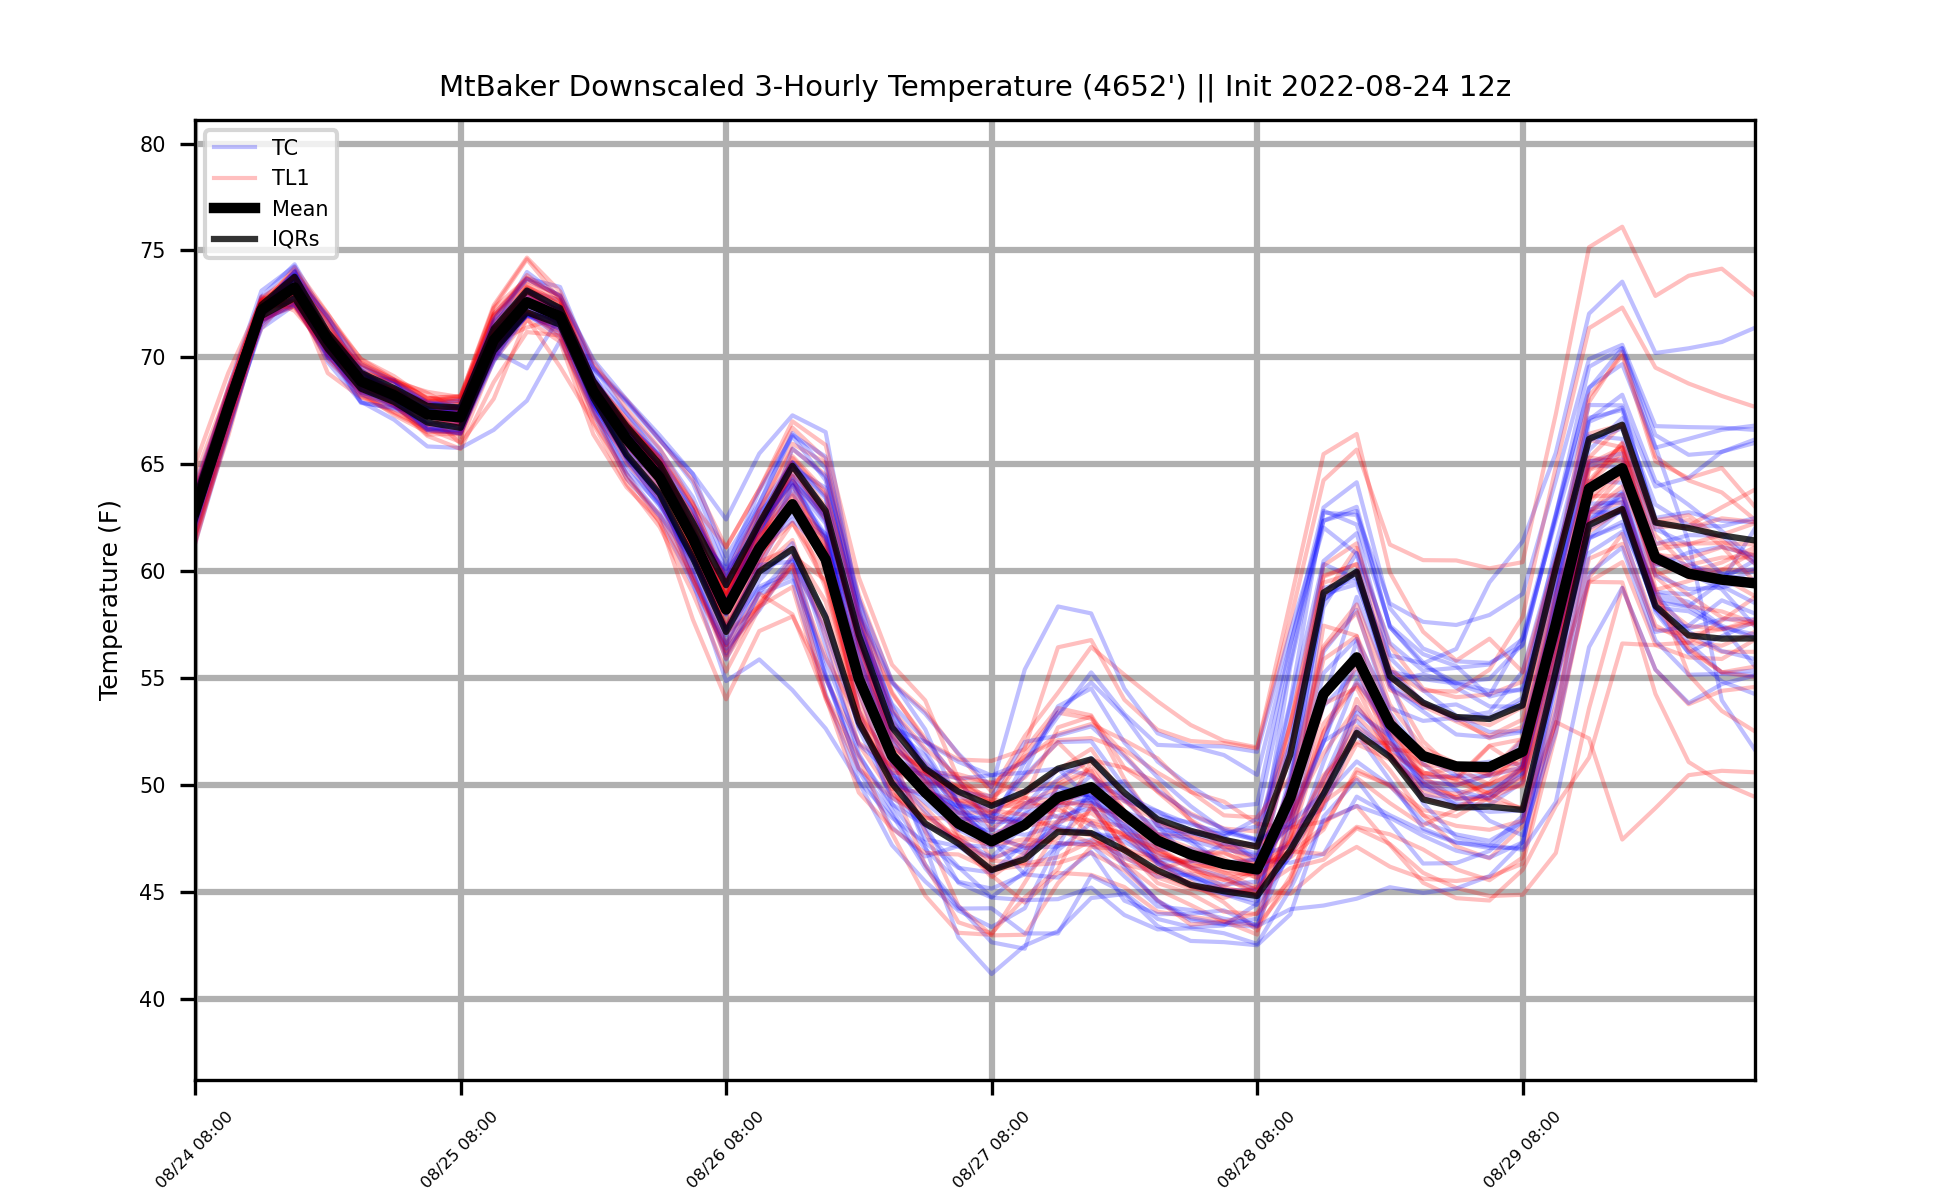 MtBaker Downscaled 3-Hourly Temperature (4652') || Init 2022-08-24 12z
TC
TL1
Mean
IQRs
Temperature (F)
80
75
70
65
60
55
50
45
40
08/24 08:00
08/25 08:00
08/26 08:00
08/27 08:00
08/28 08:00
08/29 08:00